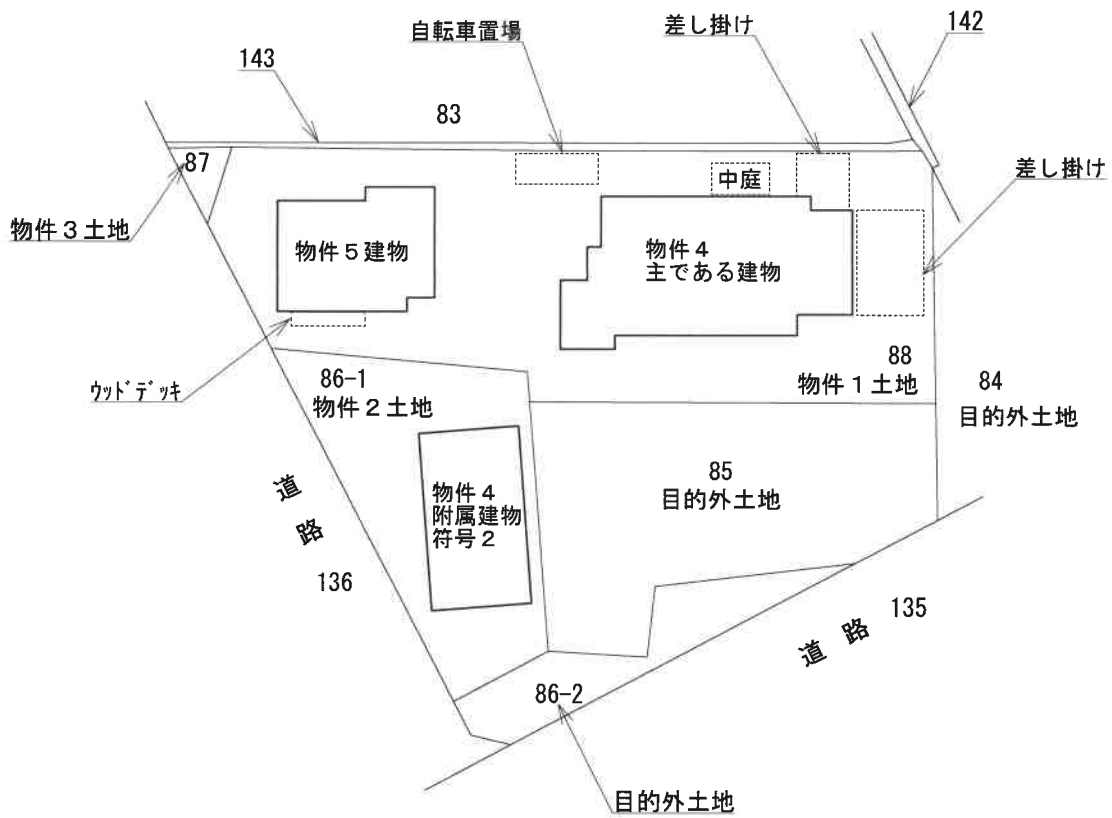 自転車置場
差し掛け
142
143
83
87
中庭
差し掛け
物件3土地
物件5建物
物件4
主である建物
ｳｯﾄﾞﾃﾞｯｷ
86-1
物件2土地
88
物件1土地
84
目的外土地
85
目的外土地
物件4
附属建物
符号2
道路
136
135
道路
86-2
目的外土地